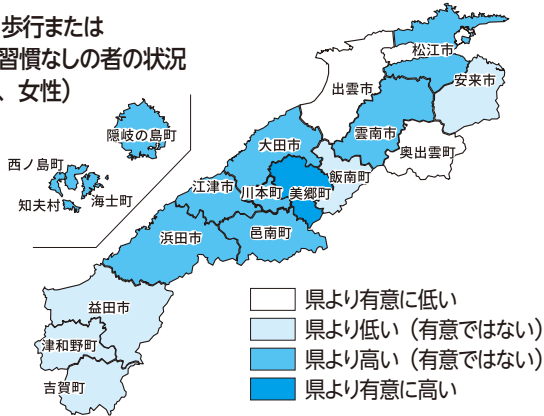 歩行または
習慣なしの者の状況
、女性）
松江市
安来市
出雲市
雲南市
奥出雲町
隠岐の島町
大田市
西ノ島町
飯南町
江津市
川本町
美郷町
知夫村
海士町
浜田市
邑南町
益田市
津和野町
吉賀町
県より有意に低い
県より低い（有意ではない）
県より高い（有意ではない）
県より有意に高い